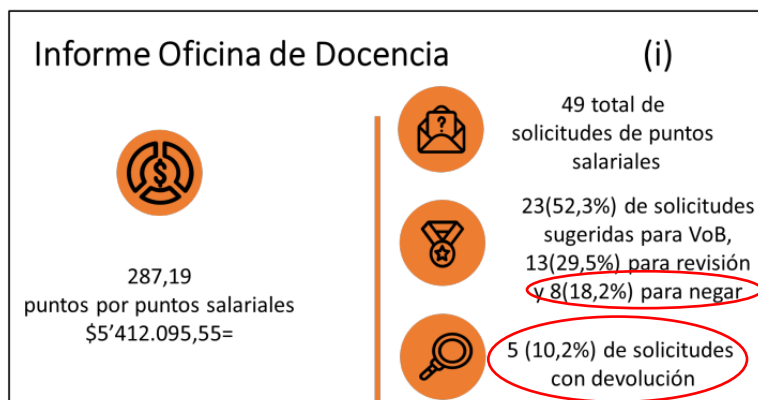 Informe Oficina de Docencia (i)
287,19
puntos por puntos salariales
$5’412.095,55=
?
49 total de
solicitudes de puntos
salariales
23(52,3%) de solicitudes
sugeridas para VoB,
13(29,5%) para revisión
y 8(18,2%) para negar
5 (10,2%) de solicitudes
con devolución